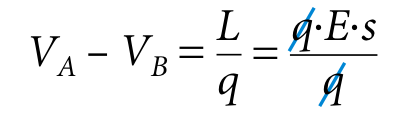 V_A − V_B = L/q = q·E·s/q